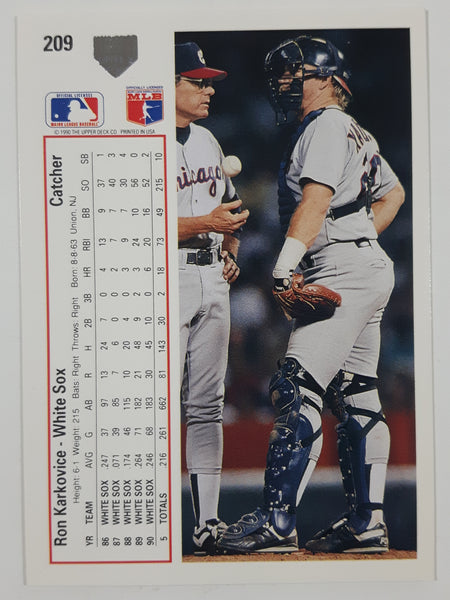 209
OFFICIAL LICENSEE
MAJOR LEAGUE BASEBALL
MLB
© 1990 THE UPPER DECK CO. PRINTED IN USA
Ron Karkovice - White Sox Catcher
Height: 6-1 Weight: 215 Bats: Right Throws: Right Born: 8-8-63 Union, NJ
YR TEAM AVG G AB R H 2B 3B HR RBI BB SO SB
86 WHITE SOX .247 37 97 13 24 7 0 4 13 9 37 1
87 WHITE SOX .071 39 85 7 6 0 0 2 7 7 40 3
88 WHITE SOX .174 46 115 10 20 4 0 3 9 7 30 4
89 WHITE SOX .264 71 182 21 48 9 2 3 24 10 56 0
90 WHITE SOX .246 68 183 30 45 10 0 6 20 16 52 2
5 TOTALS .216 261 662 81 143 30 2 18 73 49 215 10
Chicago